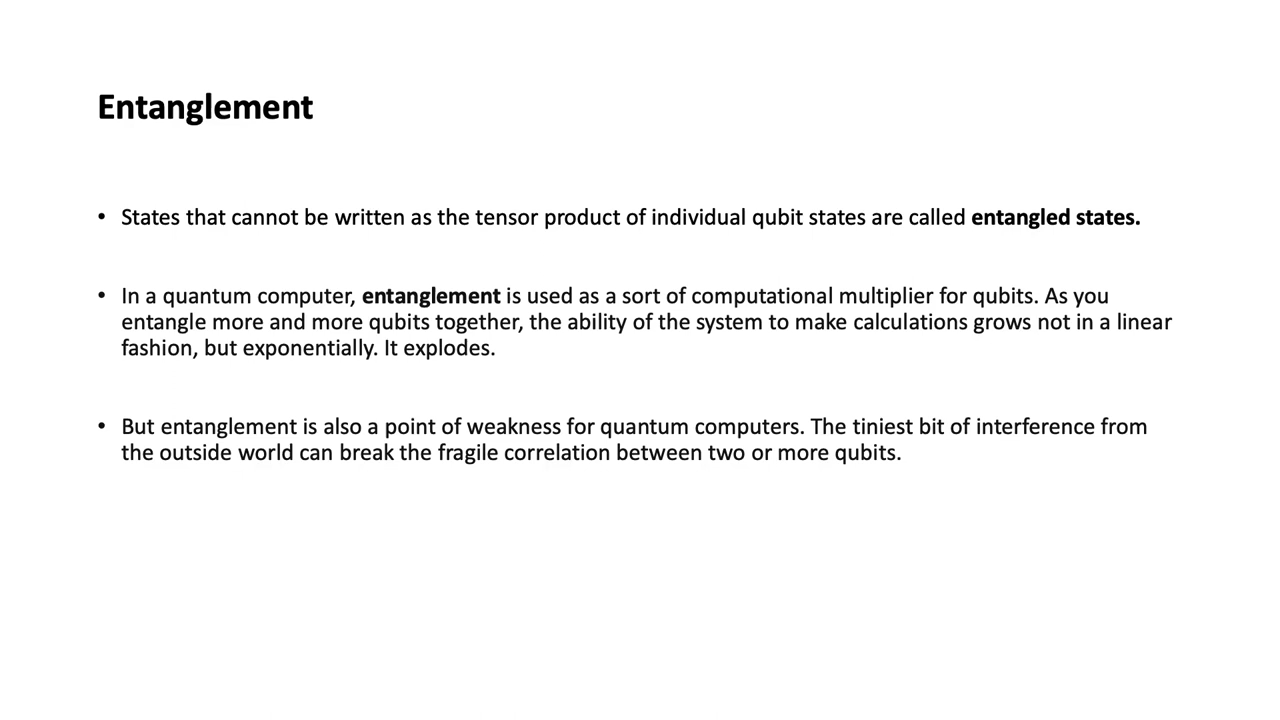 Entanglement
• States that cannot be written as the tensor product of individual qubit states are called entangled states.
• In a quantum computer, entanglement is used as a sort of computational multiplier for qubits. As you
entangle more and more qubits together, the ability of the system to make calculations grows not in a linear
fashion, but exponentially. It explodes.
• But entanglement is also a point of weakness for quantum computers. The tiniest bit of interference from
the outside world can break the fragile correlation between two or more qubits.